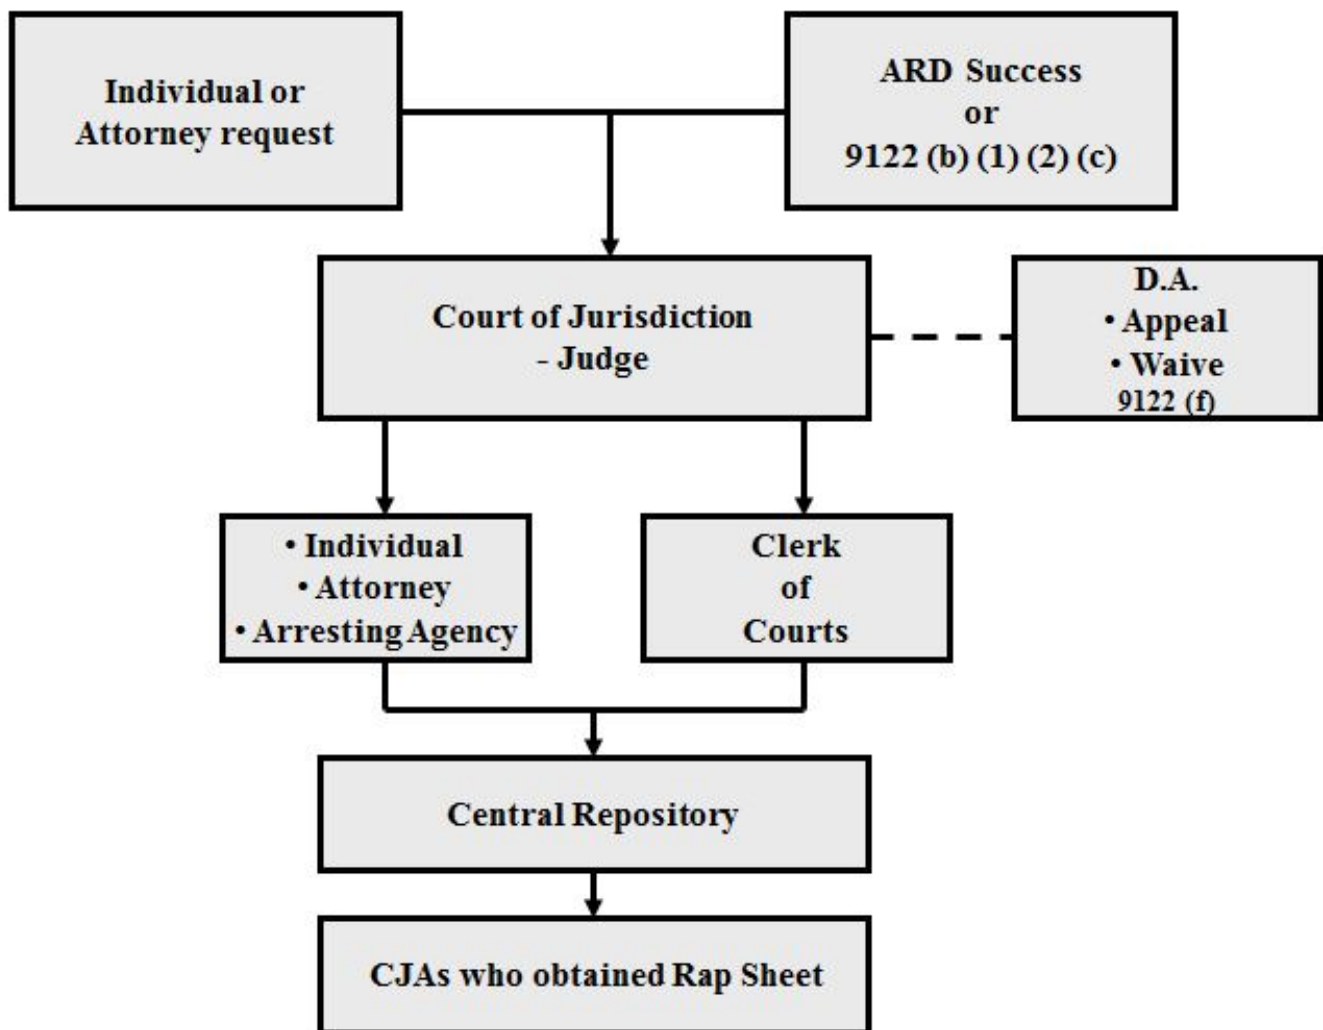 Individual or
Attorney request
ARD Success
or
9122 (b) (1) (2) (c)
Court of Jurisdiction
- Judge
D.A.
• Appeal
• Waive
9122 (f)
• Individual
• Attorney
• Arresting Agency
Clerk
of
Courts
Central Repository
CJAs who obtained Rap Sheet